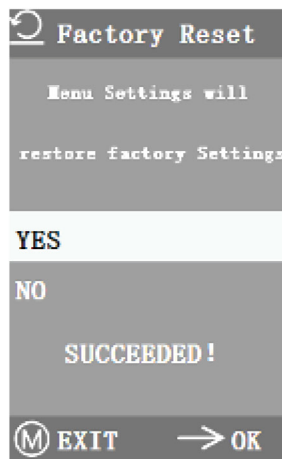 Factory Reset
Menu Settings will
restore factory Settings
YES
NO
SUCCEEDED!
M EXIT → OK